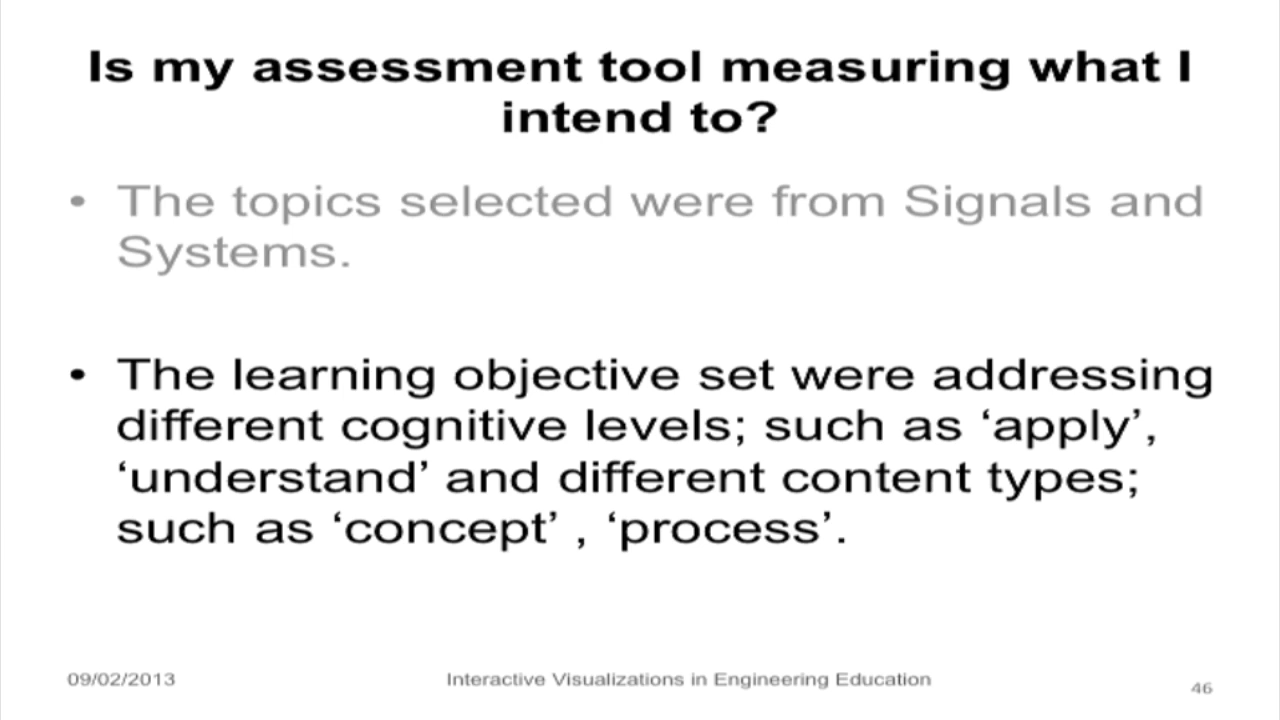 Is my assessment tool measuring what I
intend to?
• The topics selected were from Signals and
Systems.
• The learning objective set were addressing
different cognitive levels; such as ‘apply’,
‘understand’ and different content types;
such as ‘concept’ , ‘process’.
09/02/2013
Interactive Visualizations in Engineering Education
46